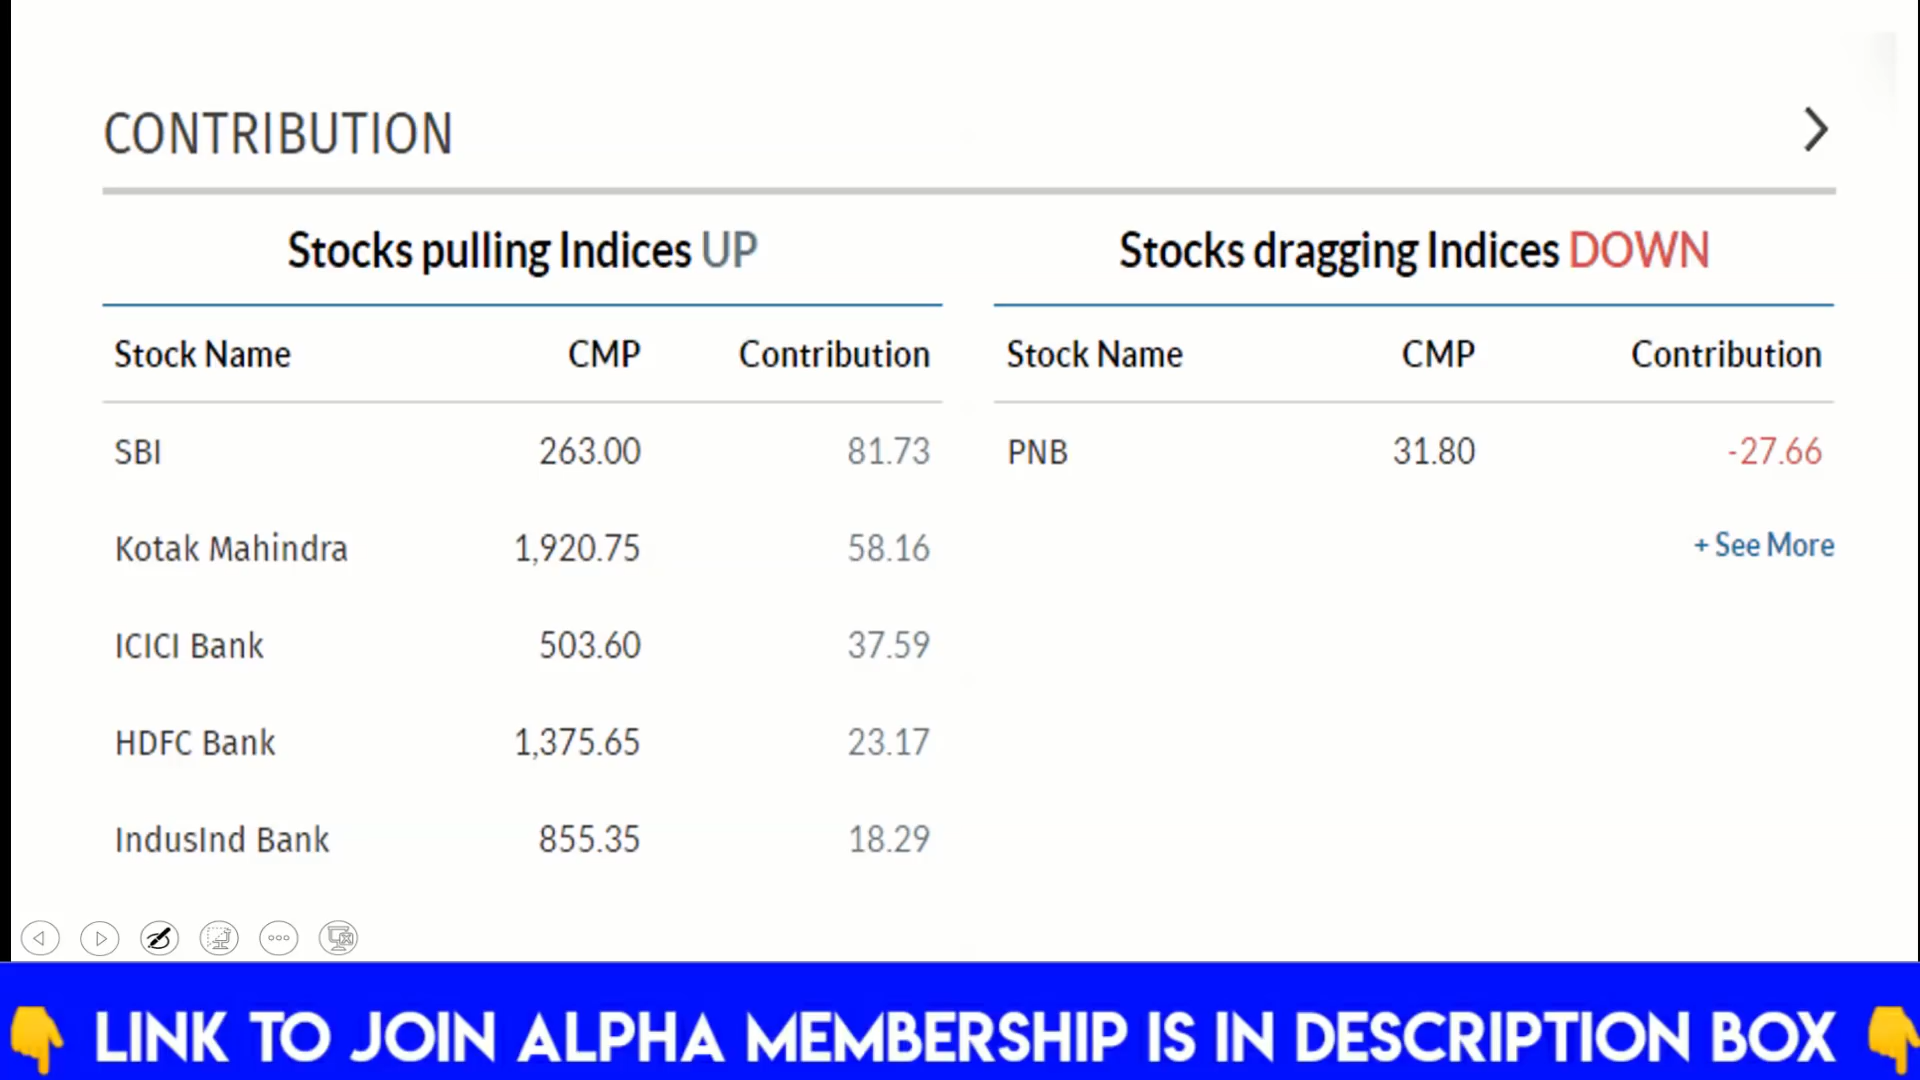 CONTRIBUTION
Stocks pulling Indices UP
Stock Name CMP Contribution
SBI 263.00 81.73
Kotak Mahindra 1,920.75 58.16
ICICI Bank 503.60 37.59
HDFC Bank 1,375.65 23.17
IndusInd Bank 855.35 18.29
Stocks dragging Indices DOWN
Stock Name CMP Contribution
PNB 31.80 -27.66
+ See More
LINK TO JOIN ALPHA MEMBERSHIP IS IN DESCRIPTION BOX